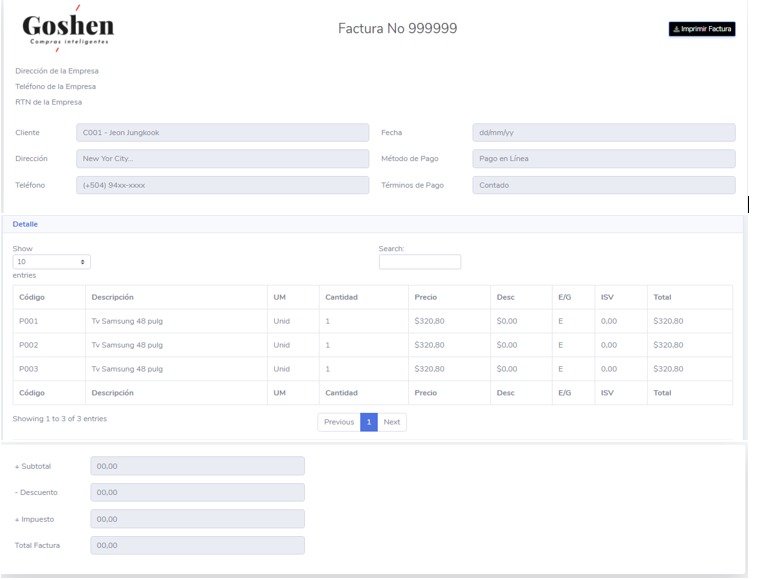 Goshen
Compras inteligentes
Factura No 999999
Imprimir Factura
Dirección de la Empresa
Teléfono de la Empresa
RTN de la Empresa
Cliente C001 - Jeon Jungkook Fecha dd/mm/yy
Dirección New Yor City... Método de Pago Pago en Línea
Teléfono (+504) 94xx-xxxx Términos de Pago Contado
Detalle
Show Search:
10
entries
Código Descripción UM Cantidad Precio Desc E/G ISV Total
P001 Tv Samsung 48 pulg Unid 1 $320,80 $0,00 E 0,00 $320,80
P002 Tv Samsung 48 pulg Unid 1 $320,80 $0,00 E 0,00 $320,80
P003 Tv Samsung 48 pulg Unid 1 $320,80 $0,00 E 0,00 $320,80
Código Descripción UM Cantidad Precio Desc E/G ISV Total
Showing 1 to 3 of 3 entries Previous 1 Next
+ Subtotal 00,00
- Descuento 00,00
+ Impuesto 00,00
Total Factura 00,00